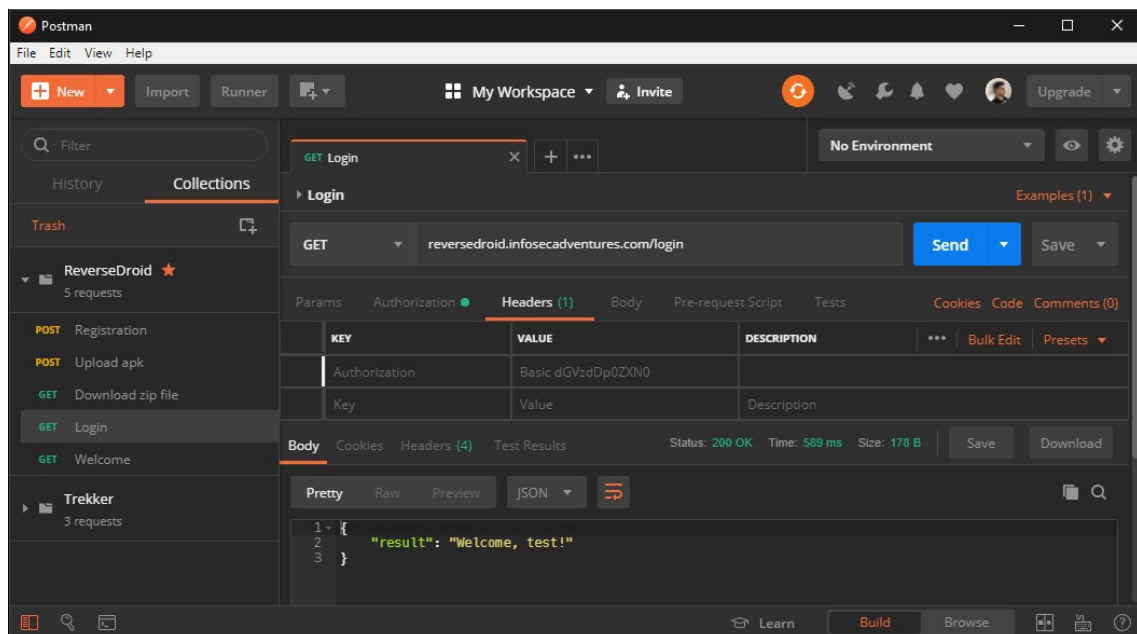 Postman
File Edit View Help
New Import Runner My Workspace Invite Upgrade
Filter
History Collections
Trash
ReverseDroid
5 requests
POST Registration
POST Upload apk
GET Download zip file
GET Login
GET Welcome
Trekker
3 requests
GET Login
No Environment
Login Examples (1)
GET reversedroid.infosecadventures.com/login Send Save
Params Authorization Headers (1) Body Pre-request Script Tests Cookies Code Comments (0)
KEY VALUE DESCRIPTION Bulk Edit Presets
Authorization Basic dGVzdDp0ZXN0
Key Value Description
Body Cookies Headers (4) Test Results Status: 200 OK Time: 589 ms Size: 178 B Save Download
Pretty Raw Preview JSON
1 {
2 "result": "Welcome, test!"
3 }
Learn Build Browse